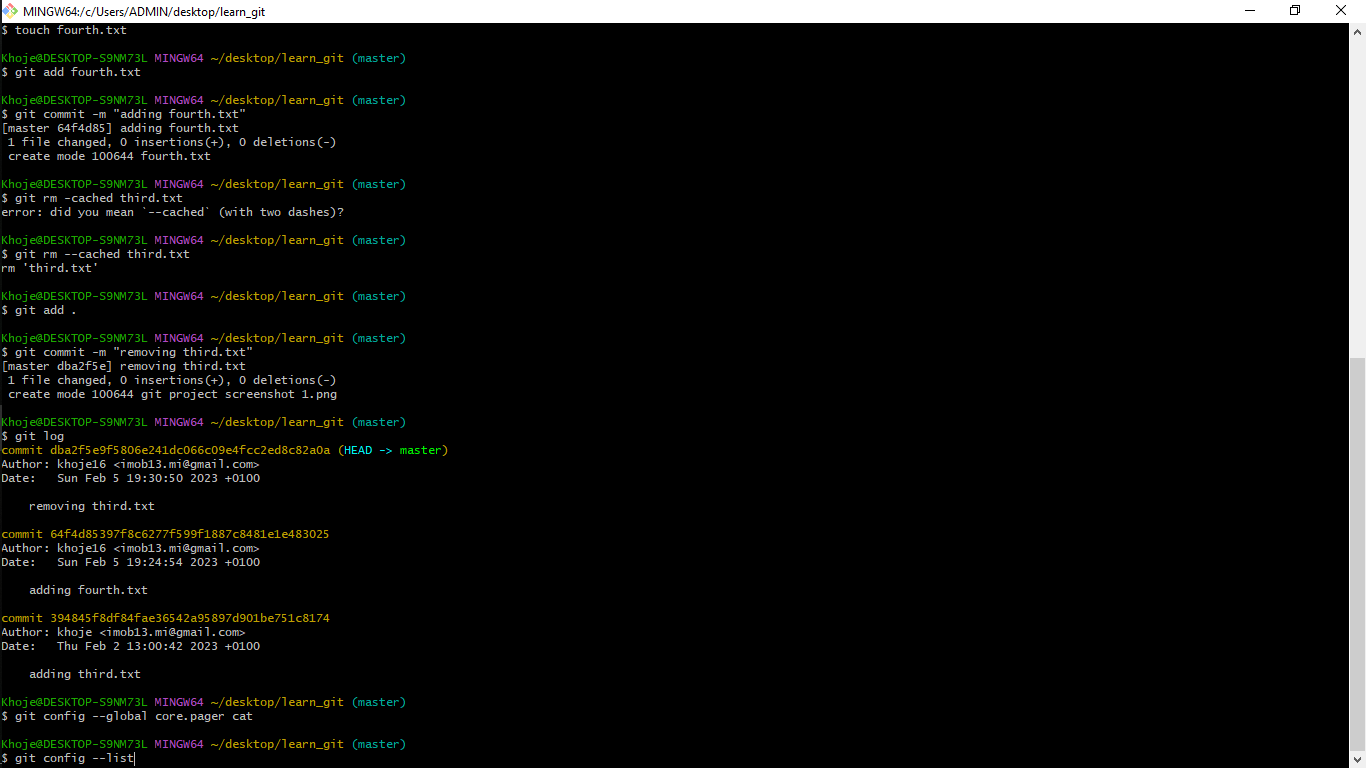 MINGW64:/c/Users/ADMIN/desktop/learn_git
$ touch fourth.txt
Khoje@DESKTOP-S9NM73L MINGW64 ~/desktop/learn_git (master)
$ git add fourth.txt
Khoje@DESKTOP-S9NM73L MINGW64 ~/desktop/learn_git (master)
$ git commit -m "adding fourth.txt"
[master 64f4d85] adding fourth.txt
 1 file changed, 0 insertions(+), 0 deletions(-)
 create mode 100644 fourth.txt
Khoje@DESKTOP-S9NM73L MINGW64 ~/desktop/learn_git (master)
$ git rm -cached third.txt
error: did you mean `--cached` (with two dashes)?
Khoje@DESKTOP-S9NM73L MINGW64 ~/desktop/learn_git (master)
$ git rm --cached third.txt
rm 'third.txt'
Khoje@DESKTOP-S9NM73L MINGW64 ~/desktop/learn_git (master)
$ git add .
Khoje@DESKTOP-S9NM73L MINGW64 ~/desktop/learn_git (master)
$ git commit -m "removing third.txt"
[master dba2f5e] removing third.txt
 1 file changed, 0 insertions(+), 0 deletions(-)
 create mode 100644 git project screenshot 1.png
Khoje@DESKTOP-S9NM73L MINGW64 ~/desktop/learn_git (master)
$ git log
commit dba2f5e9f5806e241dc066c09e4fcc2ed8c82a0a (HEAD -> master)
Author: khoje16 <imob13.mi@gmail.com>
Date:   Sun Feb 5 19:30:50 2023 +0100
    removing third.txt
commit 64f4d85397f8c6277f599f1887c8481e1e483025
Author: khoje16 <imob13.mi@gmail.com>
Date:   Sun Feb 5 19:24:54 2023 +0100
    adding fourth.txt
commit 394845f8df84fae36542a95897d901be751c8174
Author: khoje <imob13.mi@gmail.com>
Date:   Thu Feb 2 13:00:42 2023 +0100
    adding third.txt
Khoje@DESKTOP-S9NM73L MINGW64 ~/desktop/learn_git (master)
$ git config --global core.pager cat
Khoje@DESKTOP-S9NM73L MINGW64 ~/desktop/learn_git (master)
$ git config --list